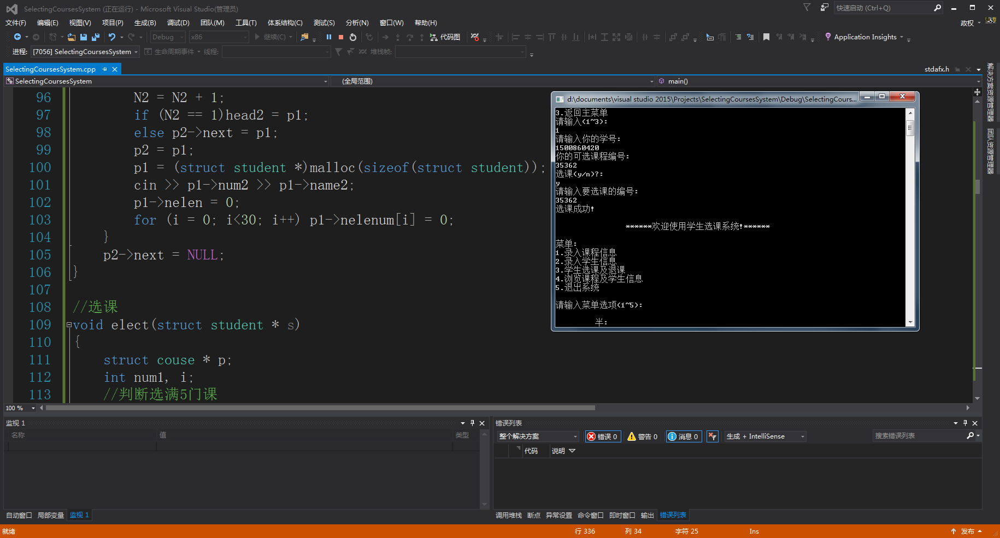 SelectingCoursesSystem (正在运行) - Microsoft Visual Studio(管理员)
快速启动 (Ctrl+Q)
文件(F) 编辑(E) 视图(V) 项目(P) 生成(B) 调试(D) 团队(M) 工具(T) 体系结构(C) 测试(S) 分析(N) 窗口(W) 帮助(H)
政权
Debug x86 继续(C) 代码图 Application Insights
进程: [7056] SelectingCoursesSystem 生命周期事件 线程: 堆栈帧:
SelectingCoursesSystem.cpp
stdafx.h
SelectingCoursesSystem (全局范围) main()
96 N2 = N2 + 1;
97 if (N2 == 1)head2 = p1;
98 else p2->next = p1;
99 p2 = p1;
100 p1 = (struct student *)malloc(sizeof(struct student));
101 cin >> p1->num2 >> p1->name2;
102 p1->nelen = 0;
103 for (i = 0; i<30; i++) p1->nelenum[i] = 0;
104 }
105 p2->next = NULL;
106 }
107
108 //选课
109 void elect(struct student * s)
110 {
111 struct couse * p;
112 int num1, i;
113 //判断选满5门课
d:\documents\visual studio 2015\Projects\SelectingCoursesSystem\Debug\SelectingCours...
3.返回主菜单
请输入(1~3):
1
请输入你的学号:
1500860420
你的可选课程编号:
35362
选课(y/n)?:
y
请输入要选课的编号:
35362
选课成功!
******欢迎使用学生选课系统!******
菜单:
1.录入课程信息
2.录入学生信息
3.学生选课及退课
4.浏览课程及学生信息
5.退出系统
请输入菜单选项(1~5):
半:
解决方案资源管理器
团队资源管理器
100 %
监视 1
名称 值 类型
自动窗口 局部变量 监视 1
错误列表
整个解决方案 错误 0 警告 0 消息 0 生成 + IntelliSense 搜索错误列表
代码 说明
调用堆栈 断点 异常设置 命令窗口 即时窗口 输出 错误列表
就绪 行 336 列 34 字符 25 Ins 发布